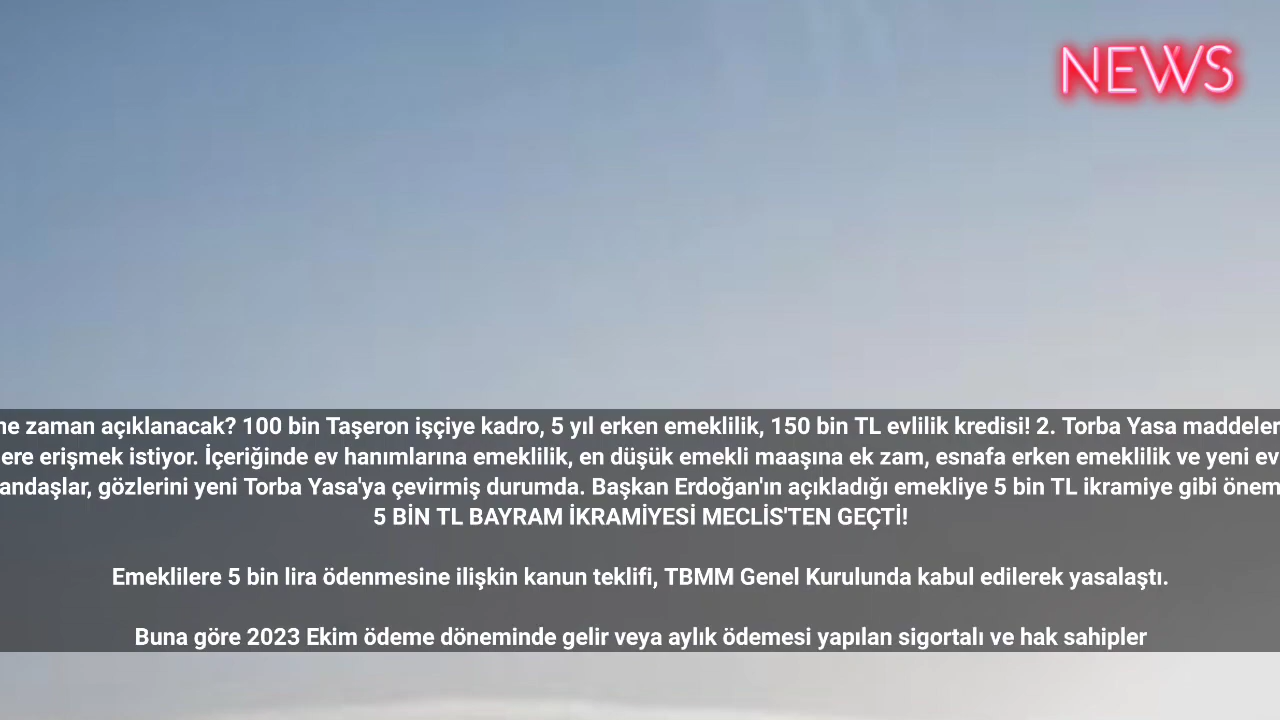 NEWS
ne zaman açıklanacak? 100 bin Taşeron işçiye kadro, 5 yıl erken emeklilik, 150 bin TL evlilik kredisi! 2. Torba Yasa maddeler
ere erişmek istiyor. İçeriğinde ev hanımlarına emeklilik, en düşük emekli maaşına ek zam, esnafa erken emeklilik ve yeni ev
andaşlar, gözlerini yeni Torba Yasa'ya çevirmiş durumda. Başkan Erdoğan'ın açıkladığı emekliye 5 bin TL ikramiye gibi önem
5 BİN TL BAYRAM İKRAMİYESİ MECLİS'TEN GEÇTİ!
Emeklilere 5 bin lira ödenmesine ilişkin kanun teklifi, TBMM Genel Kurulunda kabul edilerek yasalaştı.
Buna göre 2023 Ekim ödeme döneminde gelir veya aylık ödemesi yapılan sigortalı ve hak sahipler